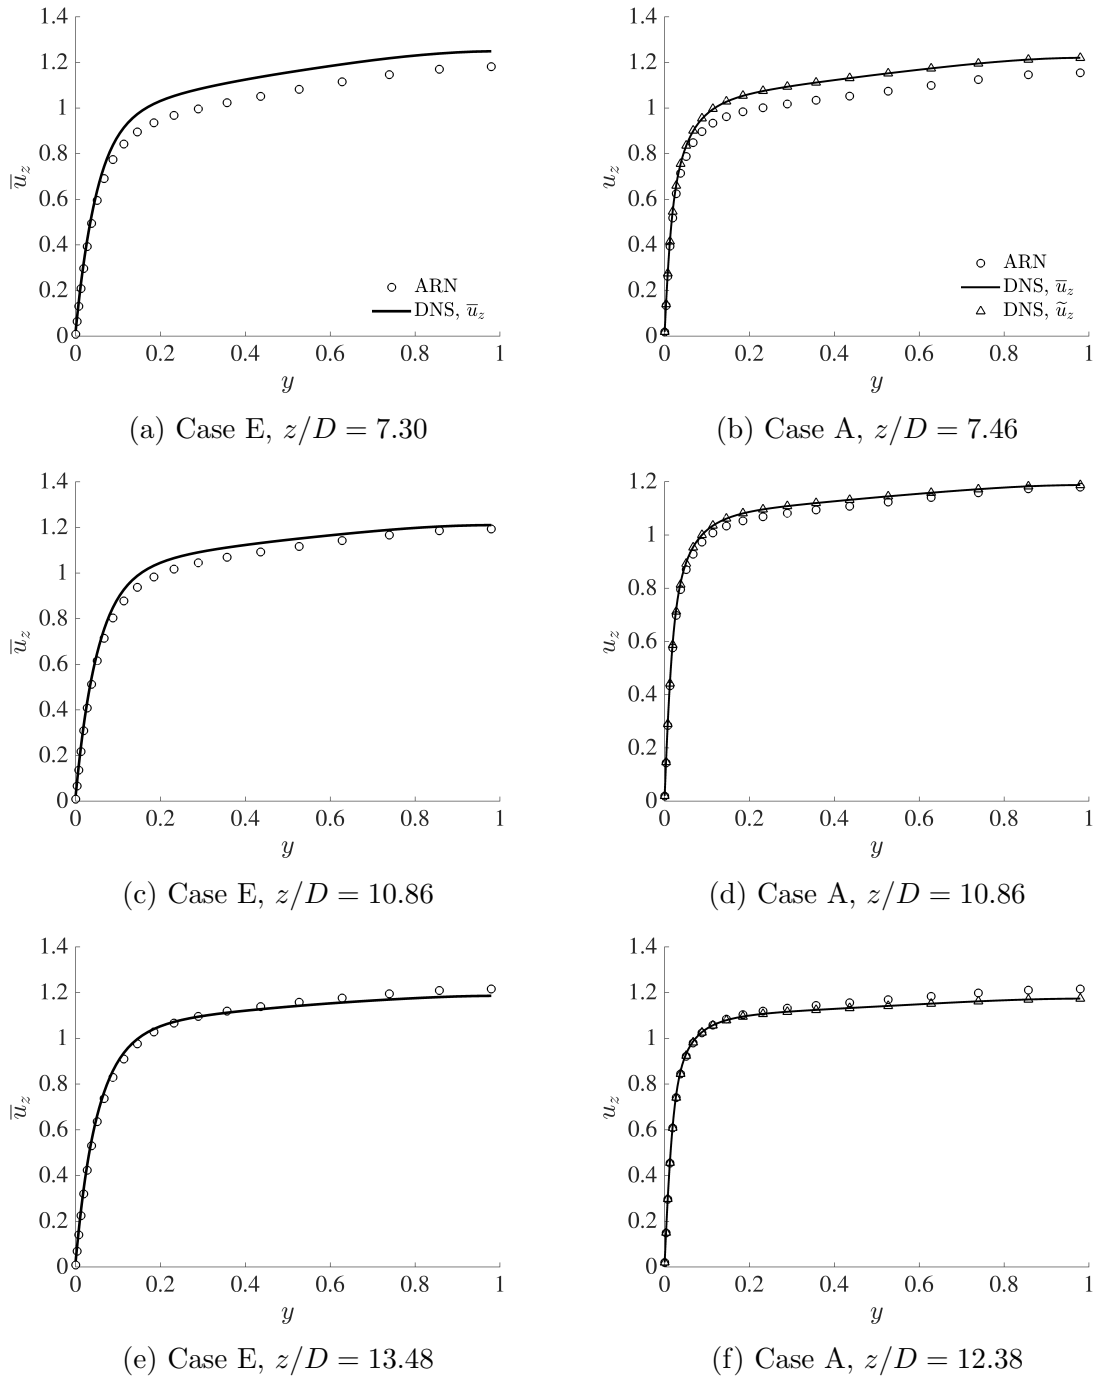 1.4
1.2
1
0.8
0.6
0.4
0.2
0
u̅_z
ARN
DNS, u̅_z
0 0.2 0.4 0.6 0.8 1
y
(a) Case E, z/D = 7.30
1.4
1.2
1
0.8
0.6
0.4
0.2
0
u_z
ARN
DNS, u̅_z
DNS, ũ_z
0 0.2 0.4 0.6 0.8 1
y
(b) Case A, z/D = 7.46
1.4
1.2
1
0.8
0.6
0.4
0.2
0
u̅_z
0 0.2 0.4 0.6 0.8 1
y
(c) Case E, z/D = 10.86
1.2
1
0.8
0.6
0.4
0.2
0
u_z
0 0.2 0.4 0.6 0.8 1
y
(d) Case A, z/D = 10.86
1.4
1.2
1
0.8
0.6
0.4
0.2
0
u̅_z
0 0.2 0.4 0.6 0.8 1
y
(e) Case E, z/D = 13.48
1.4
1.2
1
0.8
0.6
0.4
0.2
0
u_z
0 0.2 0.4 0.6 0.8 1
y
(f) Case A, z/D = 12.38